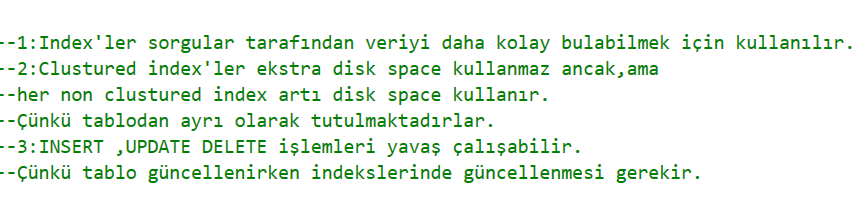 --1:Index'ler sorgular tarafından veriyi daha kolay bulabilmek için kullanılır.
--2:Clustured index'ler ekstra disk space kullanmaz ancak,ama
--her non clustured index artı disk space kullanır.
--Çünkü tablodan ayrı olarak tutulmaktadırlar.
--3:INSERT ,UPDATE DELETE işlemleri yavaş çalışabilir.
--Çünkü tablo güncellenirken indekslerinde güncellenmesi gerekir.